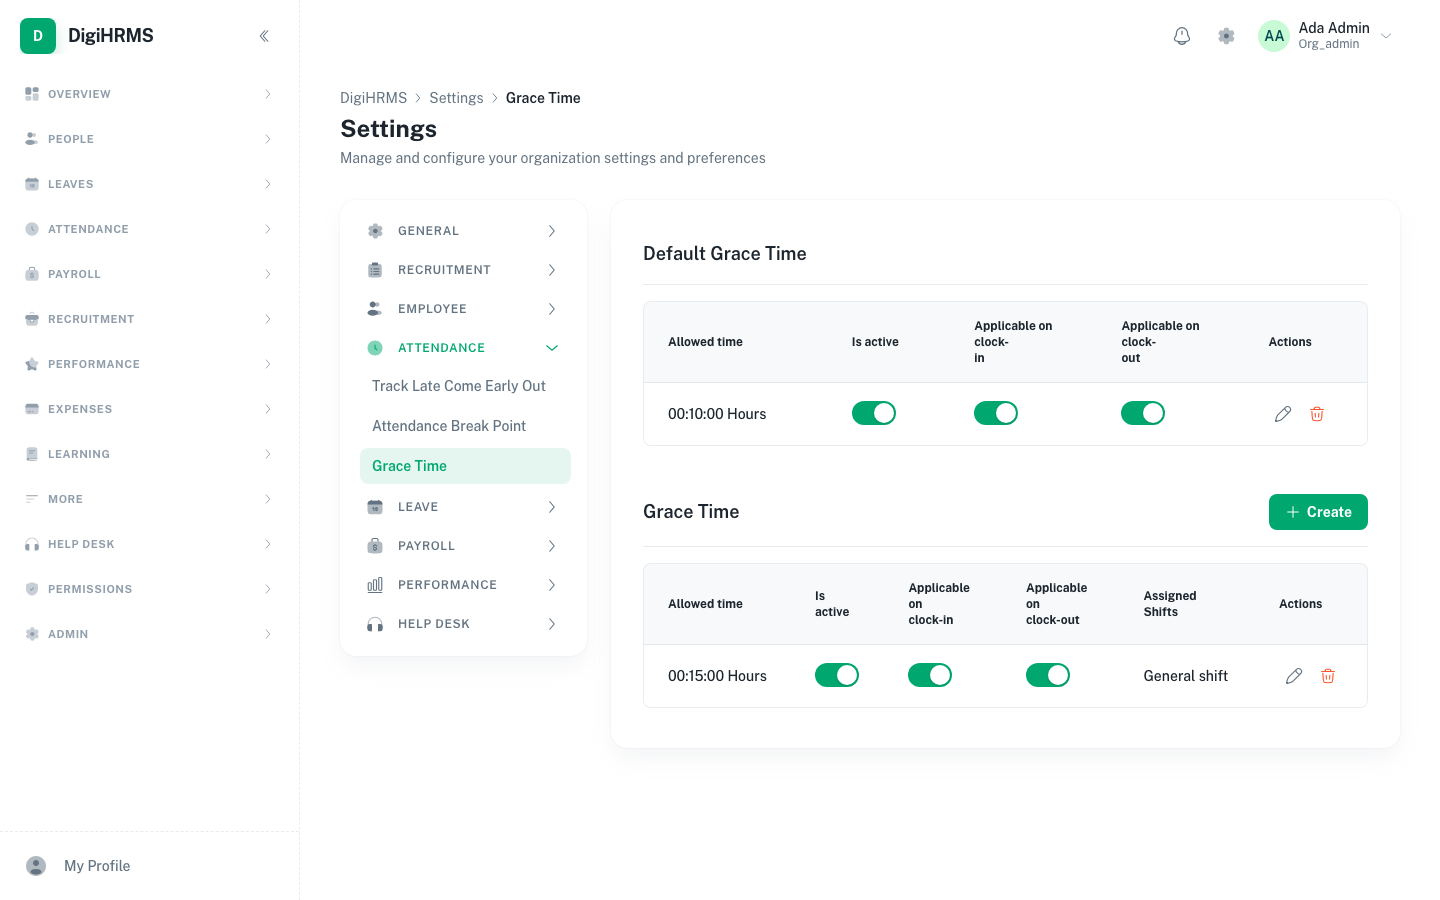 D DigiHRMS
OVERVIEW
PEOPLE
LEAVES
ATTENDANCE
PAYROLL
RECRUITMENT
PERFORMANCE
EXPENSES
LEARNING
MORE
HELP DESK
PERMISSIONS
ADMIN
My Profile
AA Ada Admin
Org_admin
DigiHRMS Settings Grace Time
Settings
Manage and configure your organization settings and preferences
GENERAL
RECRUITMENT
EMPLOYEE
ATTENDANCE
Track Late Come Early Out
Attendance Break Point
Grace Time
LEAVE
PAYROLL
PERFORMANCE
HELP DESK
Default Grace Time
Allowed time Is active Applicable on clock-in Applicable on clock-out Actions
00:10:00 Hours
Grace Time
Create
Allowed time Is active Applicable on clock-in Applicable on clock-out Assigned Shifts Actions
00:15:00 Hours General shift